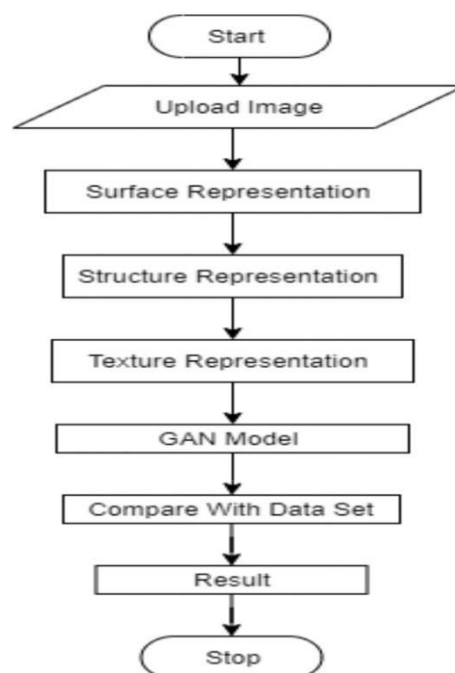 Start
Upload Image
Surface Representation
Structure Representation
Texture Representation
GAN Model
Compare With Data Set
Result
Stop